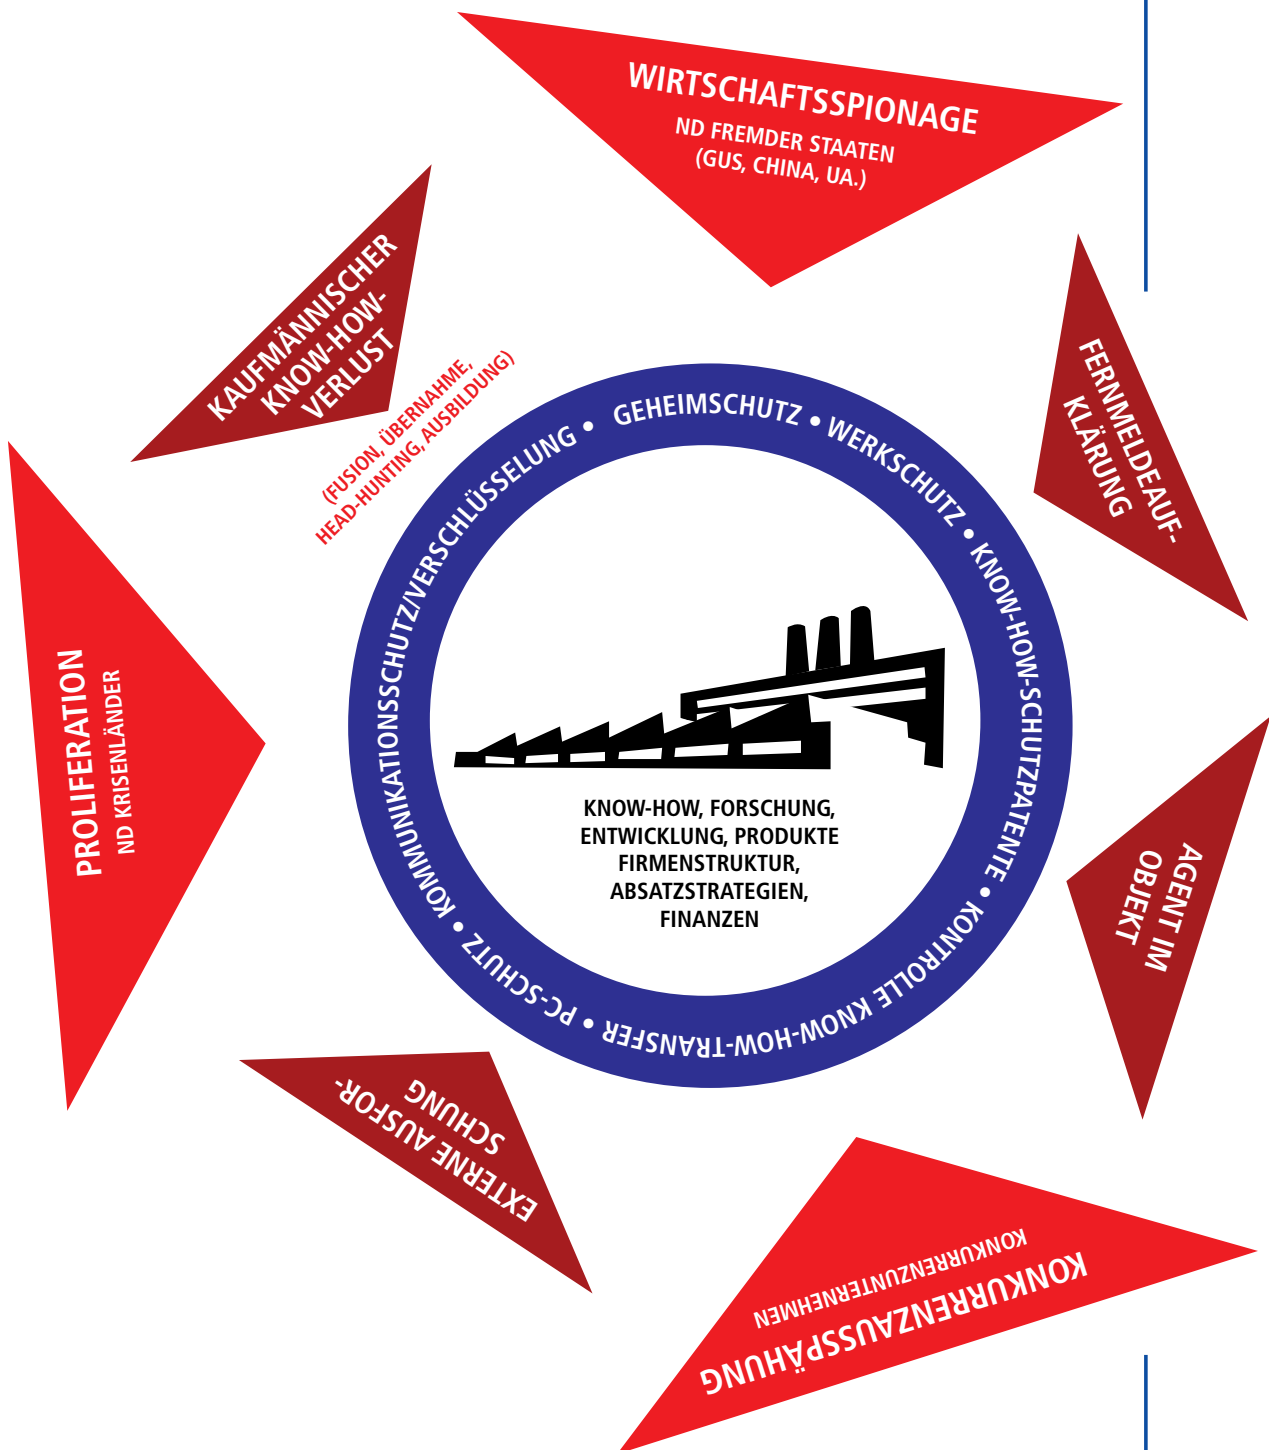 WIRTSCHAFTSSPIONAGE
ND FREMDER STAATEN
(GUS, CHINA, UA.)
KAUFMÄNNISCHER
KNOW-HOW-
VERLUST
(FUSION, ÜBERNAHME,
HEAD-HUNTING, AUSBILDUNG)
FERNMELDEAUF-
KLÄRUNG
GEHEIMSCHUTZ • WERKSCHUTZ • KNOW-HOW-SCHUTZPATENTE • KONTROLLE KNOW-HOW-TRANSFER • PC-SCHUTZ • KOMMUNIKATIONSSCHUTZ/VERSCHLÜSSELUNG •
PROLIFERATION
ND KRISENLÄNDER
KNOW-HOW, FORSCHUNG,
ENTWICKLUNG, PRODUKTE
FIRMENSTRUKTUR,
ABSATZSTRATEGIEN,
FINANZEN
AGENT IM
OBJEKT
EXTERNE AUSFOR-
SCHUNG
KONKURRENZAUSSPÄHUNG
KONKURRENZUNTERNEHMEN